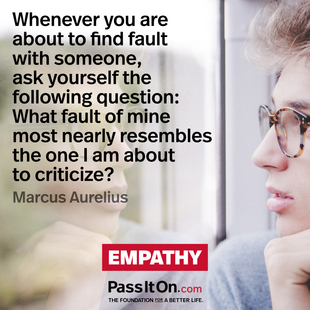 Whenever you are
about to find fault
with someone,
ask yourself the
following question:
What fault of mine
most nearly resembles
the one I am about
to criticize?
Marcus Aurelius
EMPATHY
PassItOn.com
THE FOUNDATION FOR A BETTER LIFE.